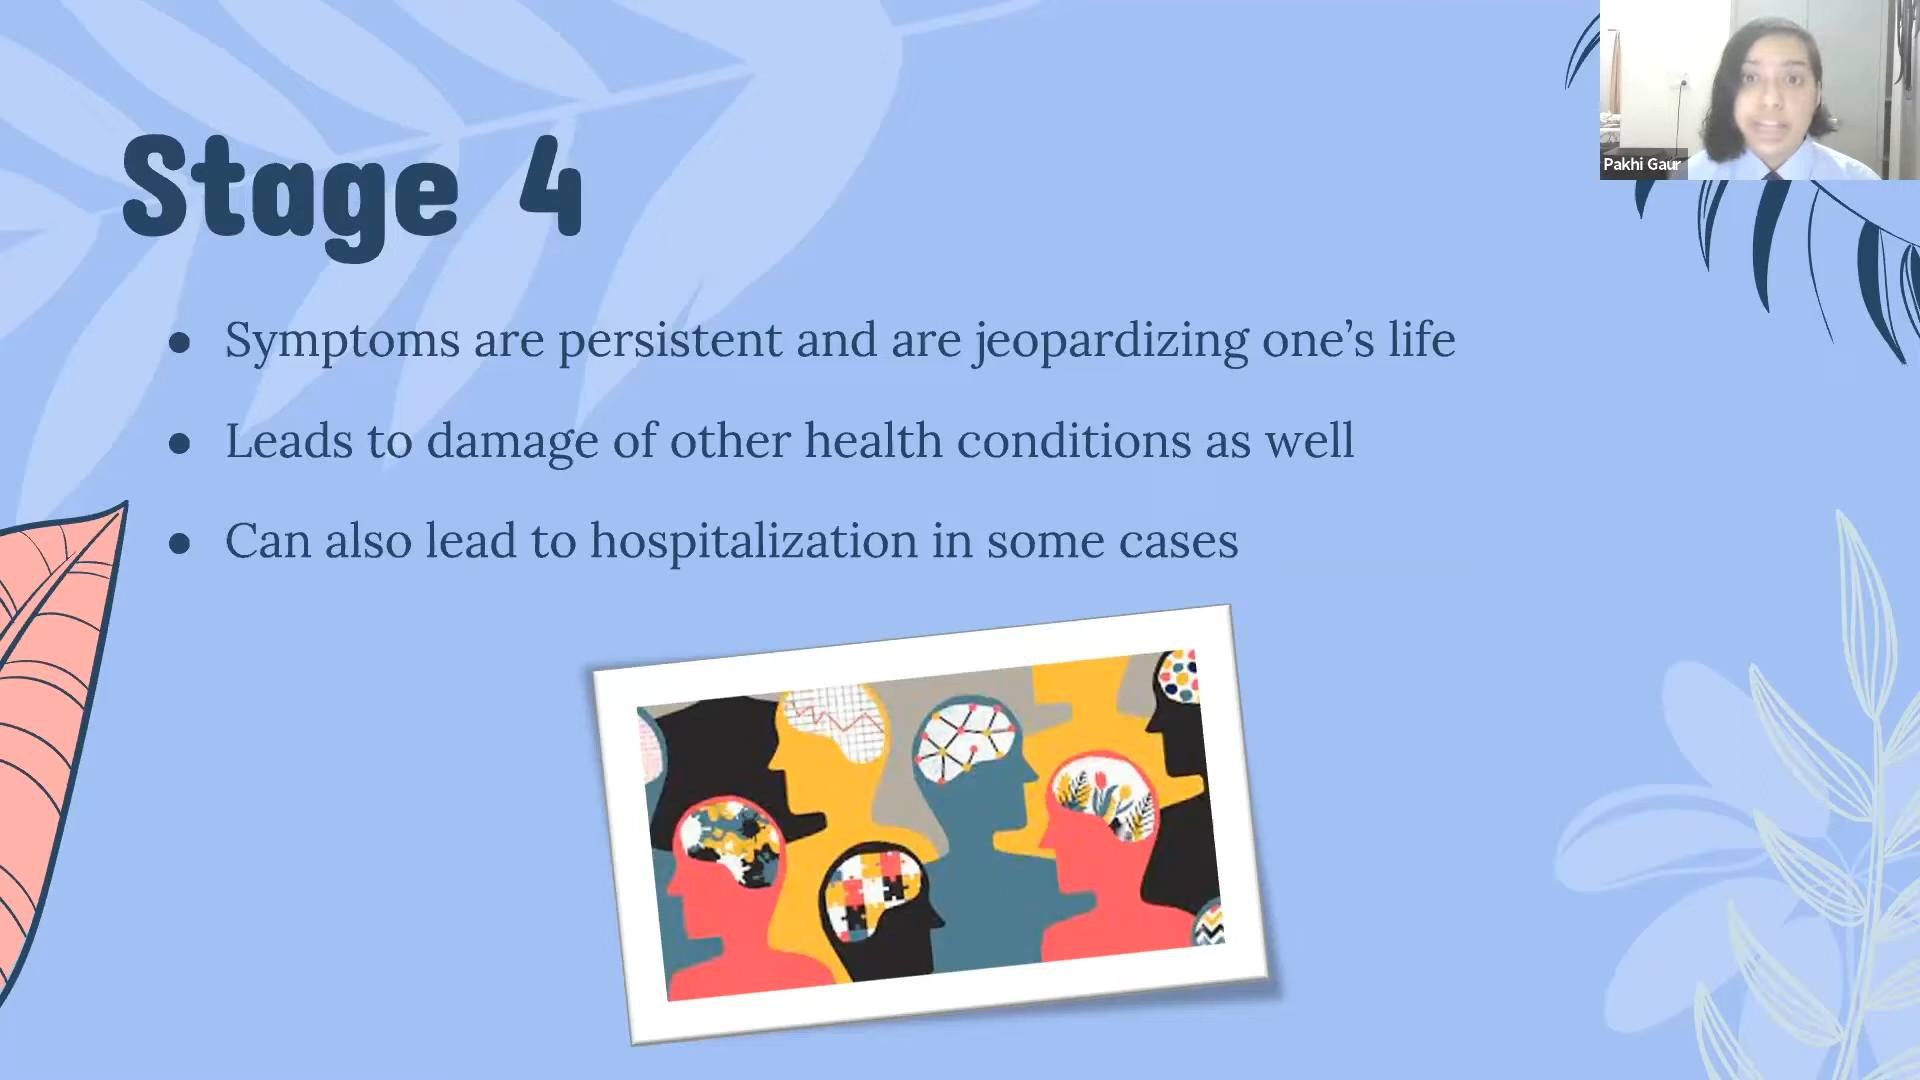 Pakhi Gaur
Stage 4
● Symptoms are persistent and are jeopardizing one’s life
● Leads to damage of other health conditions as well
● Can also lead to hospitalization in some cases